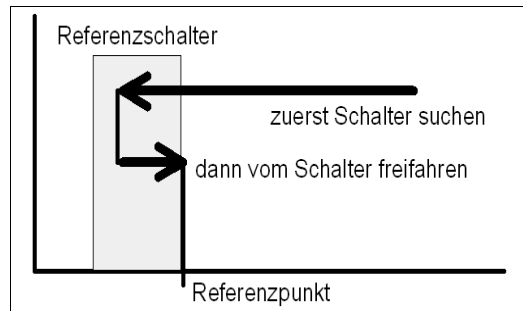 Referenzschalter
zuerst Schalter suchen
dann vom Schalter freifahren
Referenzpunkt